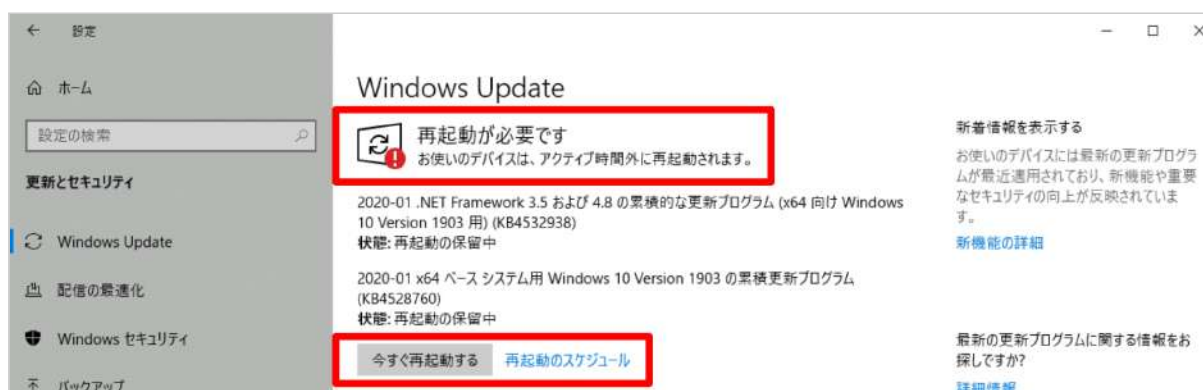 設定
ホーム
設定の検索
更新とセキュリティ
Windows Update
配信の最適化
Windows セキュリティ
バックアップ
Windows Update
再起動が必要です
お使いのデバイスは、アクティブ時間外に再起動されます。
2020-01 .NET Framework 3.5 および 4.8 の累積的な更新プログラム (x64 向け Windows
10 Version 1903 用) (KB4532938)
状態: 再起動の保留中
2020-01 x64 ベース システム用 Windows 10 Version 1903 の累積更新プログラム
(KB4528760)
状態: 再起動の保留中
今すぐ再起動する 再起動のスケジュール
新着情報を表示する
お使いのデバイスには最新の更新プログラ
ムが最近適用されており、新機能や重要
なセキュリティの向上が反映されていま
す。
新機能の詳細
最新の更新プログラムに関する情報をお
探しですか?
詳細情報